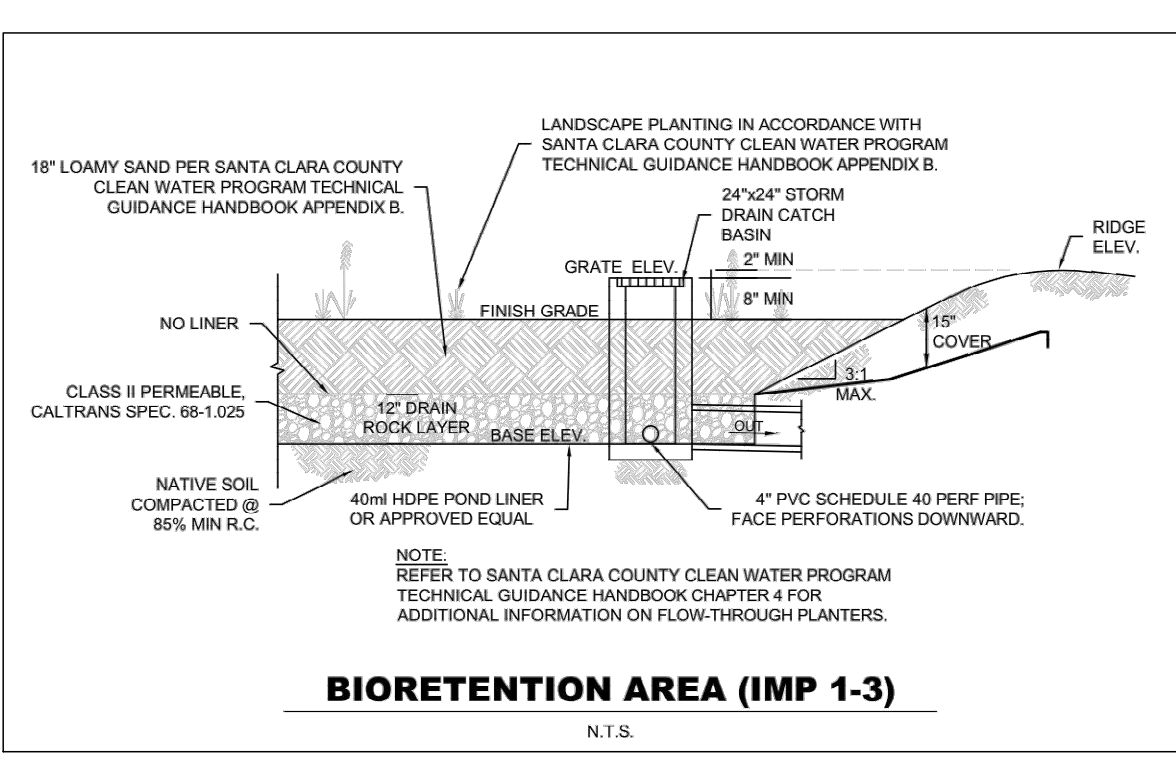 LANDSCAPE PLANTING IN ACCORDANCE WITH
SANTA CLARA COUNTY CLEAN WATER PROGRAM
TECHNICAL GUIDANCE HANDBOOK APPENDIX B.
18" LOAMY SAND PER SANTA CLARA COUNTY
CLEAN WATER PROGRAM TECHNICAL
GUIDANCE HANDBOOK APPENDIX B.
24"x24" STORM
DRAIN CATCH
BASIN
RIDGE
ELEV.
GRATE ELEV.
2" MIN
8" MIN
FINISH GRADE
NO LINER
15"
COVER
3:1
MAX.
CLASS II PERMEABLE,
CALTRANS SPEC. 68-1.025
12" DRAIN
ROCK LAYER
BASE ELEV.
OUT
NATIVE SOIL
COMPACTED @
85% MIN R.C.
40ml HDPE POND LINER
OR APPROVED EQUAL
4" PVC SCHEDULE 40 PERF PIPE;
FACE PERFORATIONS DOWNWARD.
NOTE:
REFER TO SANTA CLARA COUNTY CLEAN WATER PROGRAM
TECHNICAL GUIDANCE HANDBOOK CHAPTER 4 FOR
ADDITIONAL INFORMATION ON FLOW-THROUGH PLANTERS.
BIORETENTION AREA (IMP 1-3)
N.T.S.